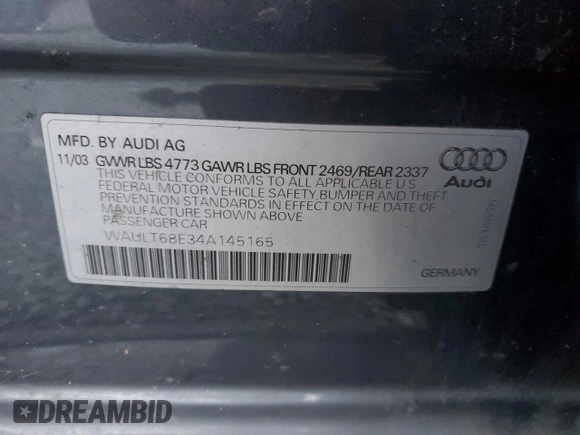 MFD. BY AUDI AG
11/03 GVWR LBS 4773 GAWR LBS FRONT 2469/REAR 2337
THIS VEHICLE CONFORMS TO ALL APPLICABLE U S
FEDERAL MOTOR VEHICLE SAFETY, BUMPER AND THEFT
PREVENTION STANDARDS IN EFFECT ON THE DATE OF
MANUFACTURE SHOWN ABOVE
PASSENGER CAR
WAULT68E34A145165
Audi
GERMANY
DREAMBID